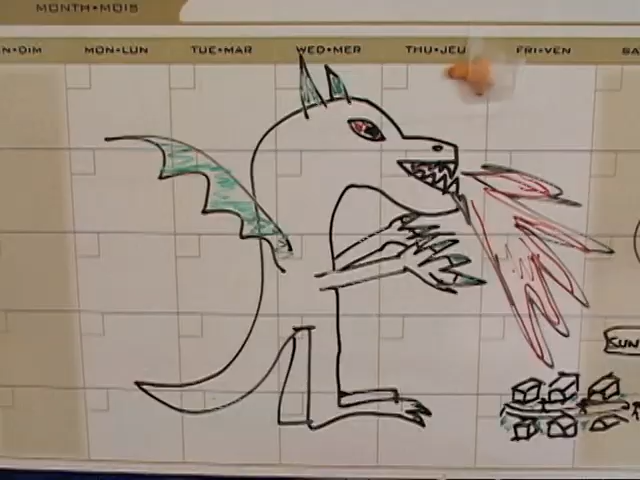 MONTH•MOIS
N•DIM MON•LUN TUE•MAR WED•MER THU•JEU FRI•VEN SA
SUN